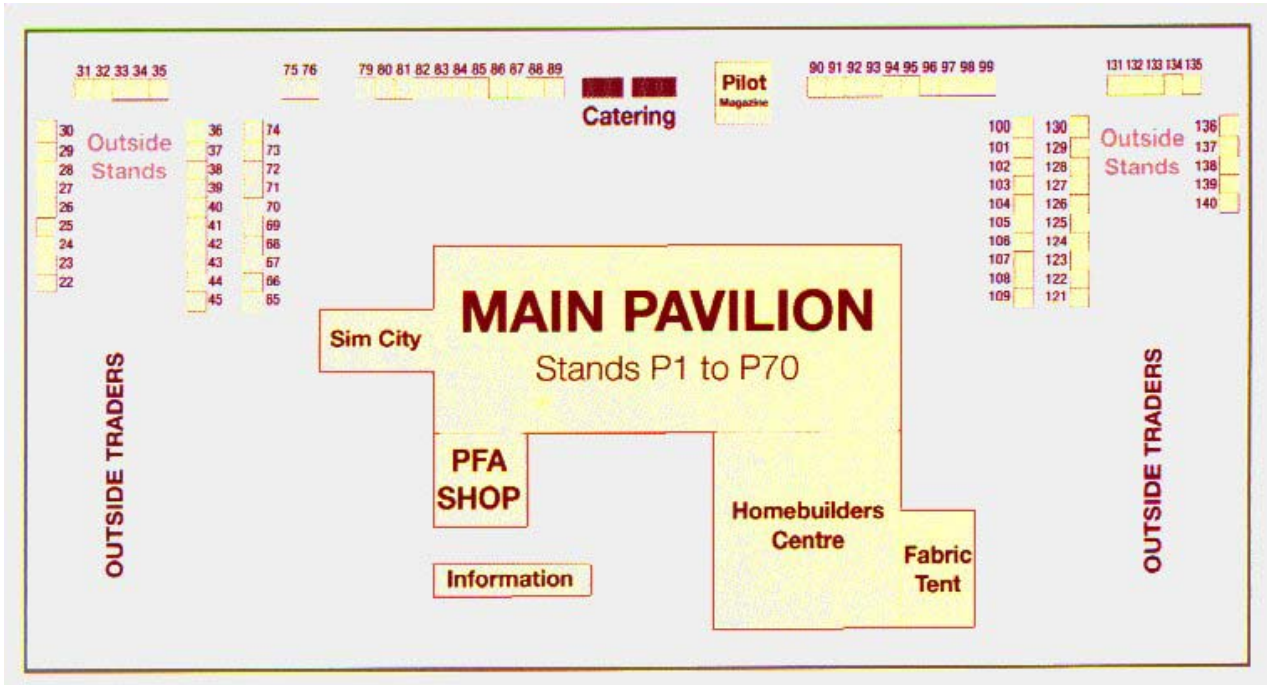 31 32 33 34 35
75 76
79 80 81 82 83 84 85 86 87 88 89
Catering
Pilot
Magazine
90 91 92 93 94 95 96 97 98 99
131 132 133 134 135
30
29
28
27
26
25
24
23
22
Outside
Stands
36
37
38
39
40
41
42
43
44
45
74
73
72
71
70
69
68
67
66
65
100
101
102
103
104
105
106
107
108
109
130
129
128
127
126
125
124
123
122
121
Outside
Stands
136
137
138
139
140
MAIN PAVILION
Stands P1 to P70
Sim City
PFA
SHOP
Information
Homebuilders
Centre
Fabric
Tent
OUTSIDE TRADERS
OUTSIDE TRADERS